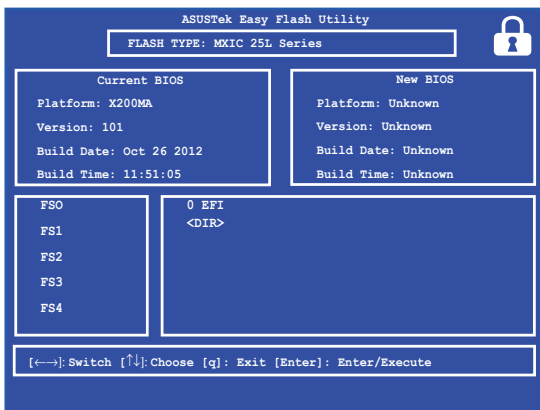 ASUSTek Easy Flash Utility
FLASH TYPE: MXIC 25L Series
Current BIOS
Platform: X200MA
Version: 101
Build Date: Oct 26 2012
Build Time: 11:51:05
New BIOS
Platform: Unknown
Version: Unknown
Build Date: Unknown
Build Time: Unknown
FSO
FS1
FS2
FS3
FS4
0 EFI
<DIR>
[←→]: Switch [↑↓]: Choose [q]: Exit [Enter]: Enter/Execute